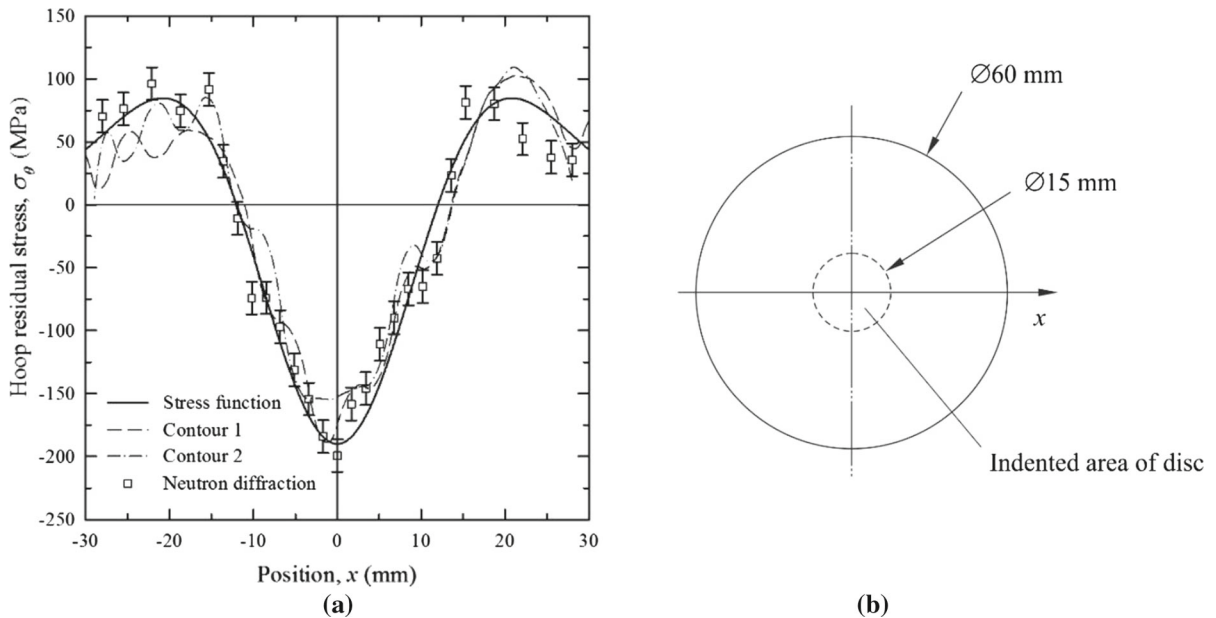 150
100
50
0
-50
-100
-150
-200
-250
Hoop residual stress, σθ (MPa)
Stress function
Contour 1
Contour 2
Neutron diffraction
-30 -20 -10 0 10 20 30
Position, x (mm)
(a)
∅60 mm
∅15 mm
x
Indented area of disc
(b)